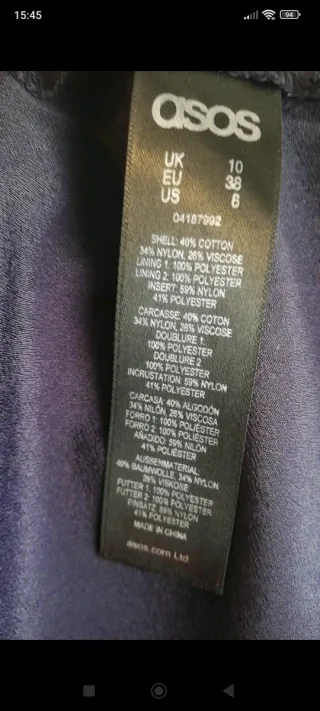 15:45
94
asos
UK 10
EU 38
US 6
04187992
SHELL: 40% COTTON
34% NYLON, 26% VISCOSE
LINING 1: 100% POLYESTER
LINING 2: 100% POLYESTER
INSERT: 59% NYLON
41% POLYESTER
CARCASSE: 40% COTON
34% NYLON, 26% VISCOSE
DOUBLURE 1:
100% POLYESTER
DOUBLURE 2:
100% POLYESTER
INCRUSTATION: 59% NYLON
41% POLYESTER
CARCASA: 40% ALGODÓN
34% NILÓN, 26% VISCOSA
FORRO 1: 100% POLIÉSTER
FORRO 2: 100% POLIÉSTER
AÑADIDO: 59% NILÓN
41% POLIÉSTER
AUSSENMATERIAL:
40% BAUMWOLLE, 34% NYLON
26% VISKOSE
FUTTER 1: 100% POLYESTER
FUTTER 2: 100% POLYESTER
EINSATZ: 59% NYLON
41% POLYESTER
MADE IN CHINA
asos.com Ltd